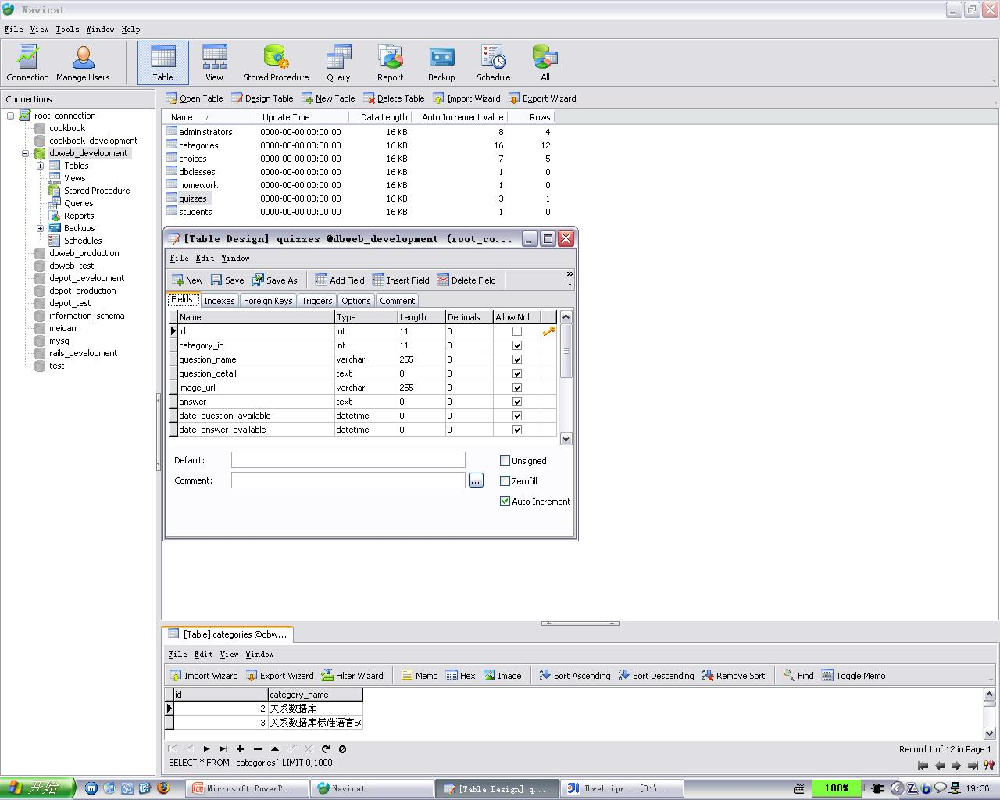 Navicat
File View Tools Window Help
Connection Manage Users Table View Stored Procedure Query Report Backup Schedule All
Connections
Open Table Design Table New Table Delete Table Import Wizard Export Wizard
root_connection
cookbook
cookbook_development
dbweb_development
Tables
Views
Stored Procedure
Queries
Reports
Backups
Schedules
dbweb_production
dbweb_test
depot_development
depot_production
depot_test
information_schema
meidan
mysql
rails_development
test
Name Update Time Data Length Auto Increment Value Rows
administrators 0000-00-00 00:00:00 16 KB 8 4
categories 0000-00-00 00:00:00 16 KB 16 12
choices 0000-00-00 00:00:00 16 KB 7 5
dbclasses 0000-00-00 00:00:00 16 KB 1 0
homework 0000-00-00 00:00:00 16 KB 1 0
quizzes 0000-00-00 00:00:00 16 KB 3 1
students 0000-00-00 00:00:00 16 KB 1 0
[Table Design] quizzes @dbweb_development (root_co...
File Edit Window
New Save Save As Add Field Insert Field Delete Field
Fields Indexes Foreign Keys Triggers Options Comment
Name Type Length Decimals Allow Null
id int 11 0
category_id int 11 0
question_name varchar 255 0
question_detail text 0 0
image_url varchar 255 0
answer text 0 0
date_question_available datetime 0 0
date_answer_available datetime 0 0
Default: Unsigned
Comment: ... Zerofill
Auto Increment
[Table] categories @dbw...
File Edit View Window
Import Wizard Export Wizard Filter Wizard Memo Hex Image Sort Ascending Sort Descending Remove Sort Find Toggle Memo
id category_name
2 关系数据库
3 关系数据库标准语言S
Record 1 of 12 in Page 1
SELECT * FROM `categories` LIMIT 0,1000
开始 Microsoft PowerP... Navicat [Table Design] q... dbweb.ipr - [D:\... 100% 19:36